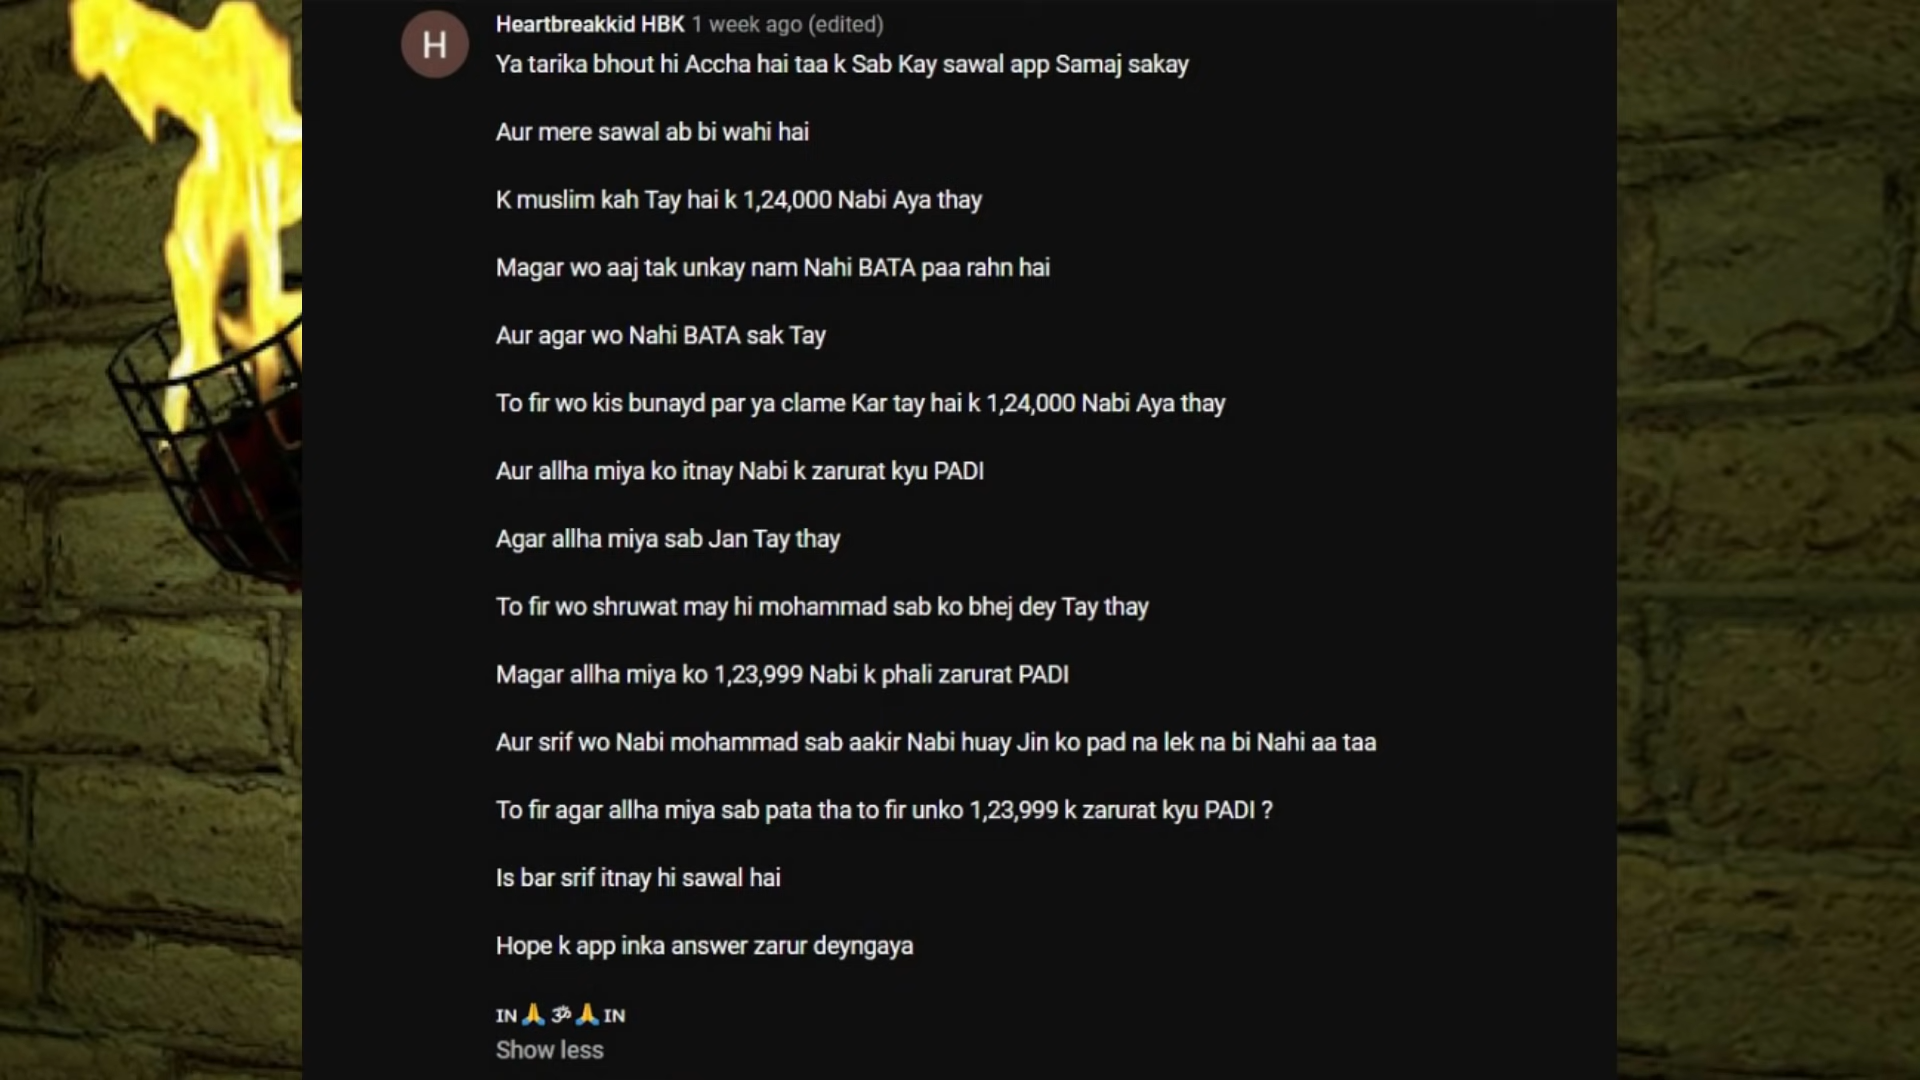 H
Heartbreakkid HBK 1 week ago (edited)
Ya tarika bhout hi Accha hai taa k Sab Kay sawal app Samaj sakay
Aur mere sawal ab bi wahi hai
K muslim kah Tay hai k 1,24,000 Nabi Aya thay
Magar wo aaj tak unkay nam Nahi BATA paa rahn hai
Aur agar wo Nahi BATA sak Tay
To fir wo kis bunayd par ya clame Kar tay hai k 1,24,000 Nabi Aya thay
Aur allha miya ko itnay Nabi k zarurat kyu PADI
Agar allha miya sab Jan Tay thay
To fir wo shruwat may hi mohammad sab ko bhej dey Tay thay
Magar allha miya ko 1,23,999 Nabi k phali zarurat PADI
Aur srif wo Nabi mohammad sab aakir Nabi huay Jin ko pad na lek na bi Nahi aa taa
To fir agar allha miya sab pata tha to fir unko 1,23,999 k zarurat kyu PADI ?
Is bar srif itnay hi sawal hai
Hope k app inka answer zarur deyngaya
IN🙏🕉🙏IN
Show less